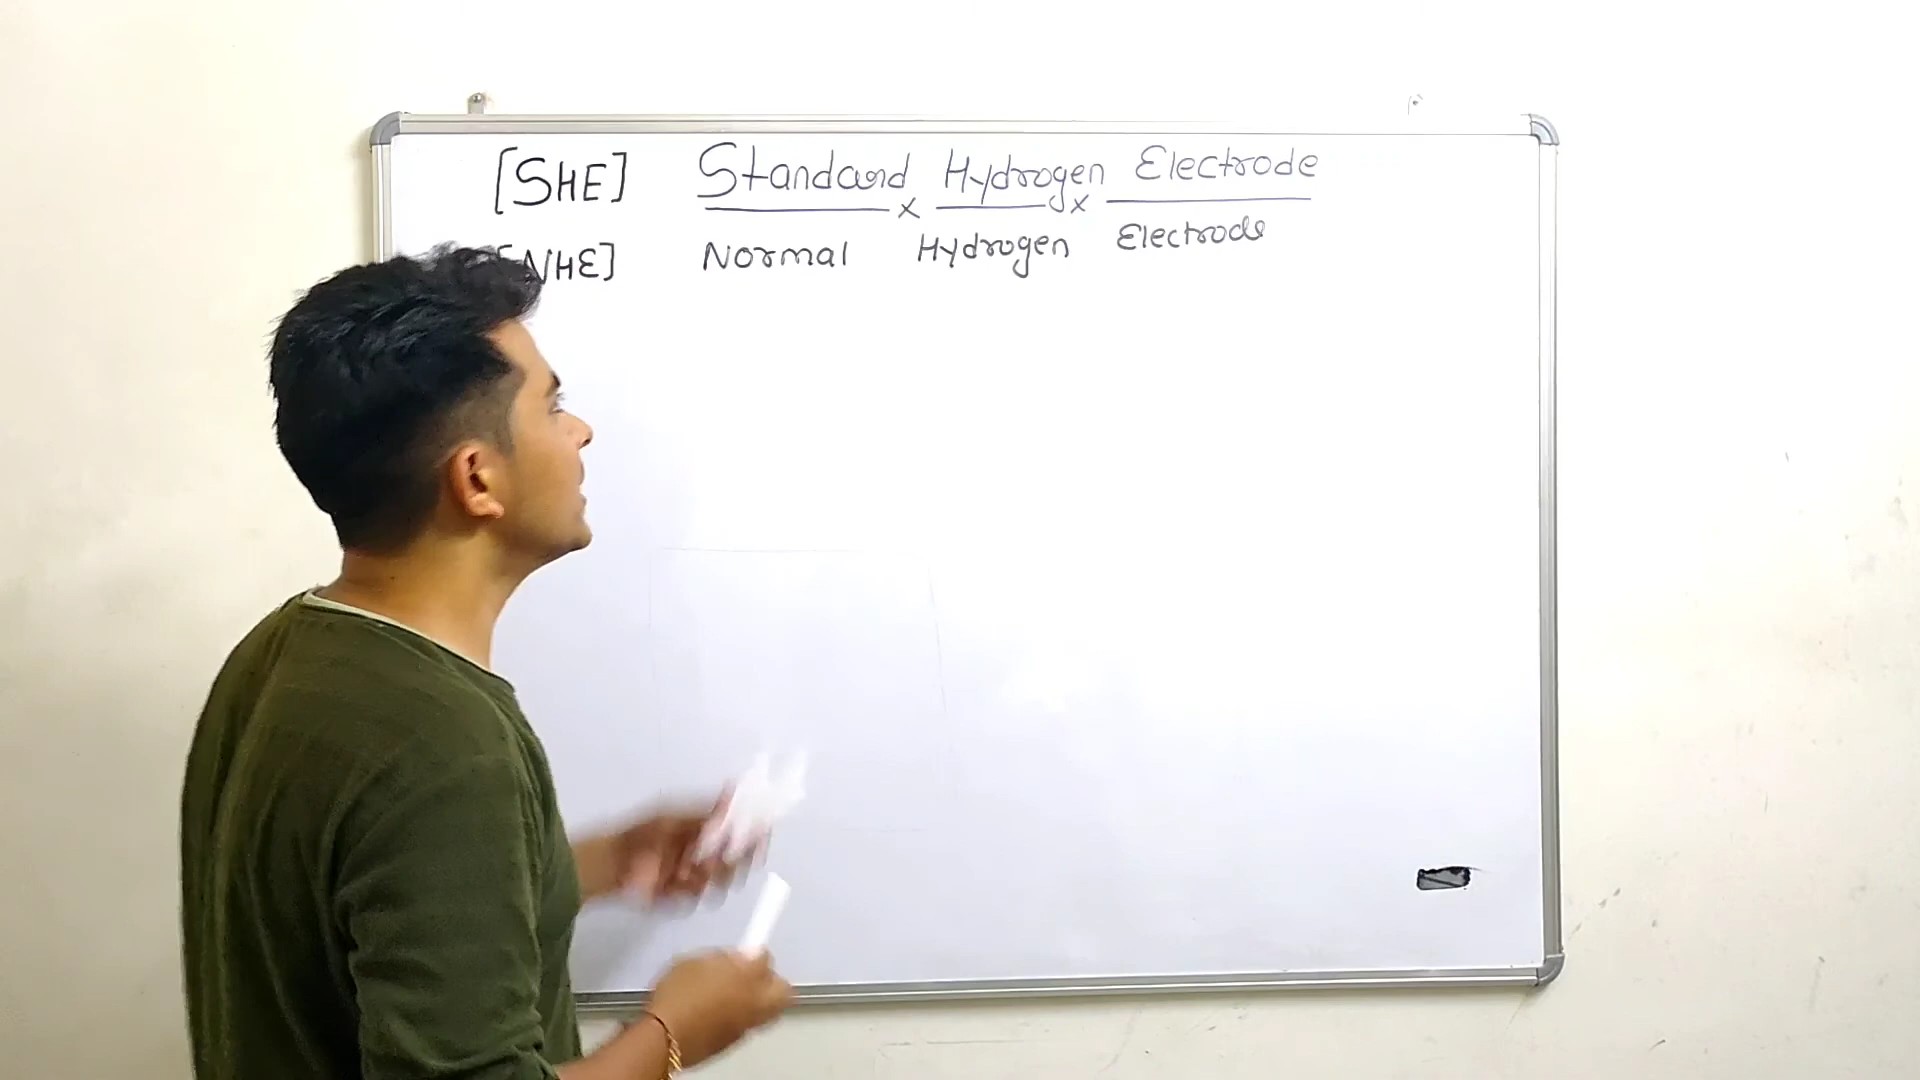 [SHE] Standard Hydrogen Electrode
x x
[NHE] Normal Hydrogen Electrode